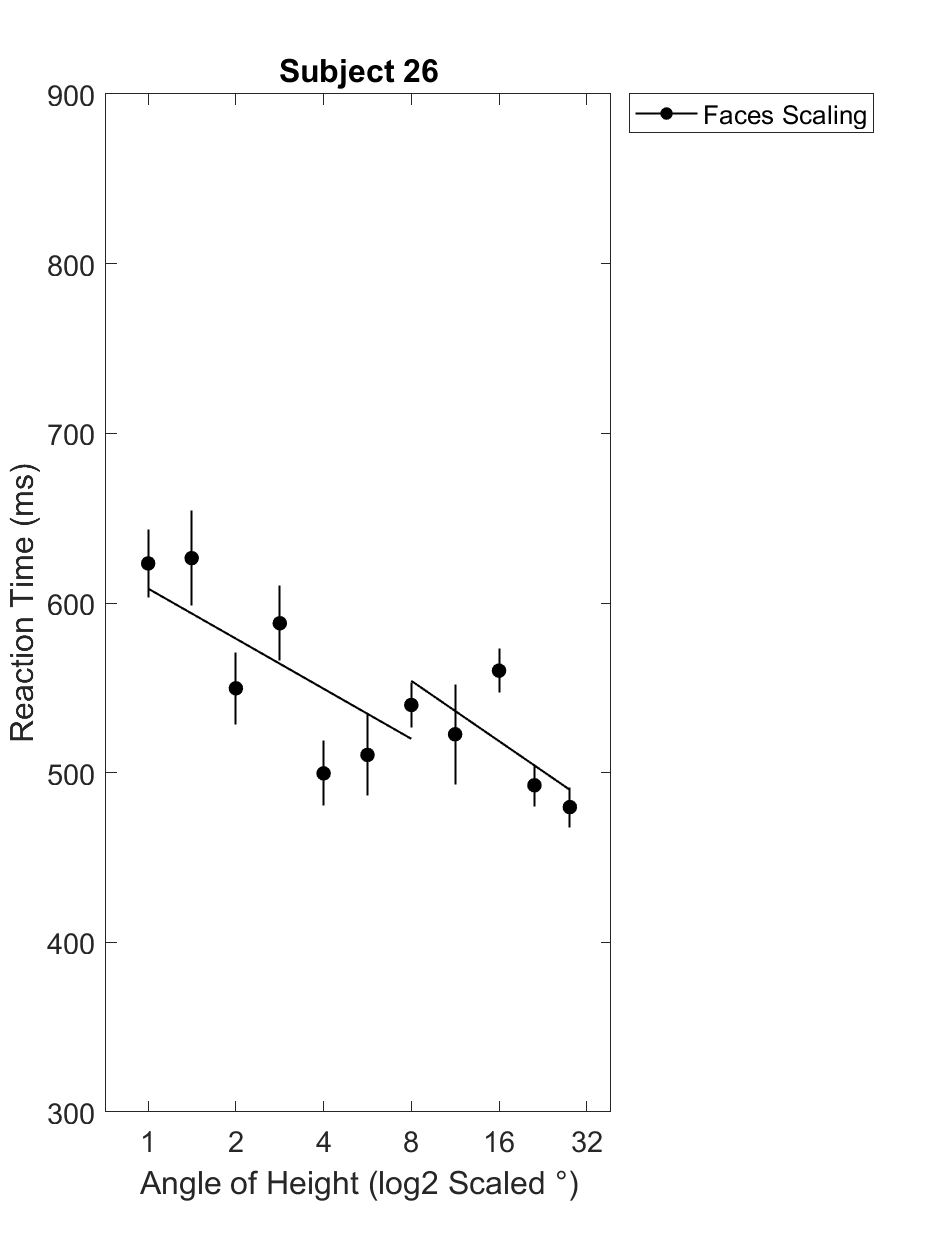 Subject 26
Faces Scaling
900
800
700
600
500
400
300
Reaction Time (ms)
1 2 4 8 16 32
Angle of Height (log2 Scaled °)